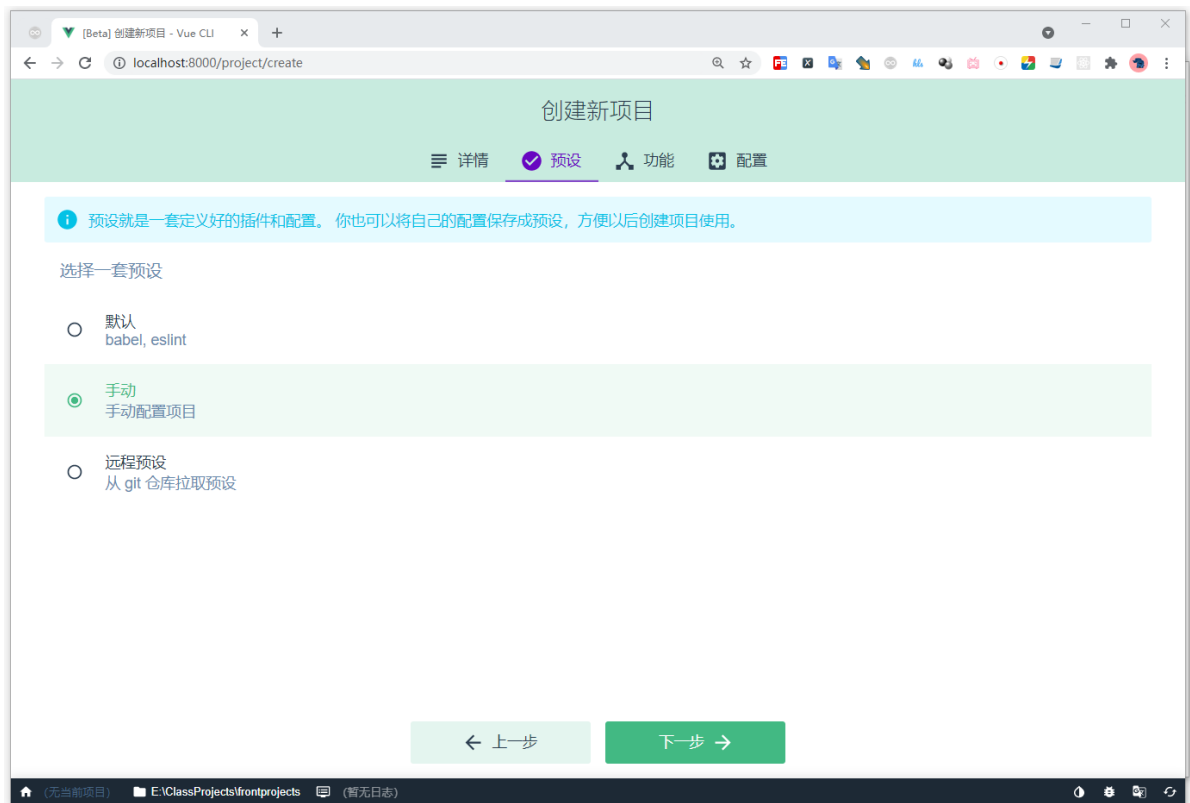 [Beta] 创建新项目 - Vue CLI
localhost:8000/project/create
创建新项目
详情 预设 功能 配置
预设就是一套定义好的插件和配置。 你也可以将自己的配置保存成预设，方便以后创建项目使用。
选择一套预设
默认
babel, eslint
手动
手动配置项目
远程预设
从 git 仓库拉取预设
上一步 下一步
(无当前项目) E:\ClassProjects\frontprojects (暂无日志)